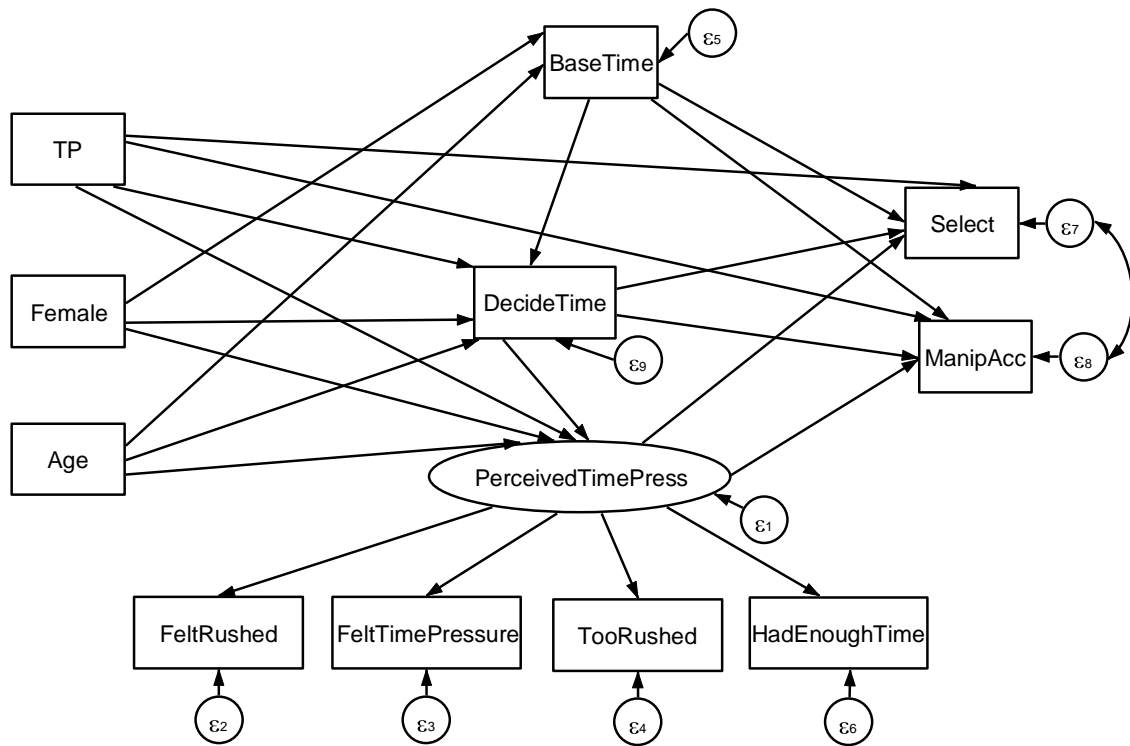 BaseTime
ε5
TP
Select
ε7
Female
DecideTime
ε9
ManipAcc
ε8
Age
PerceivedTimePress
ε1
FeltRushed
FeltTimePressure
TooRushed
HadEnoughTime
ε2
ε3
ε4
ε6